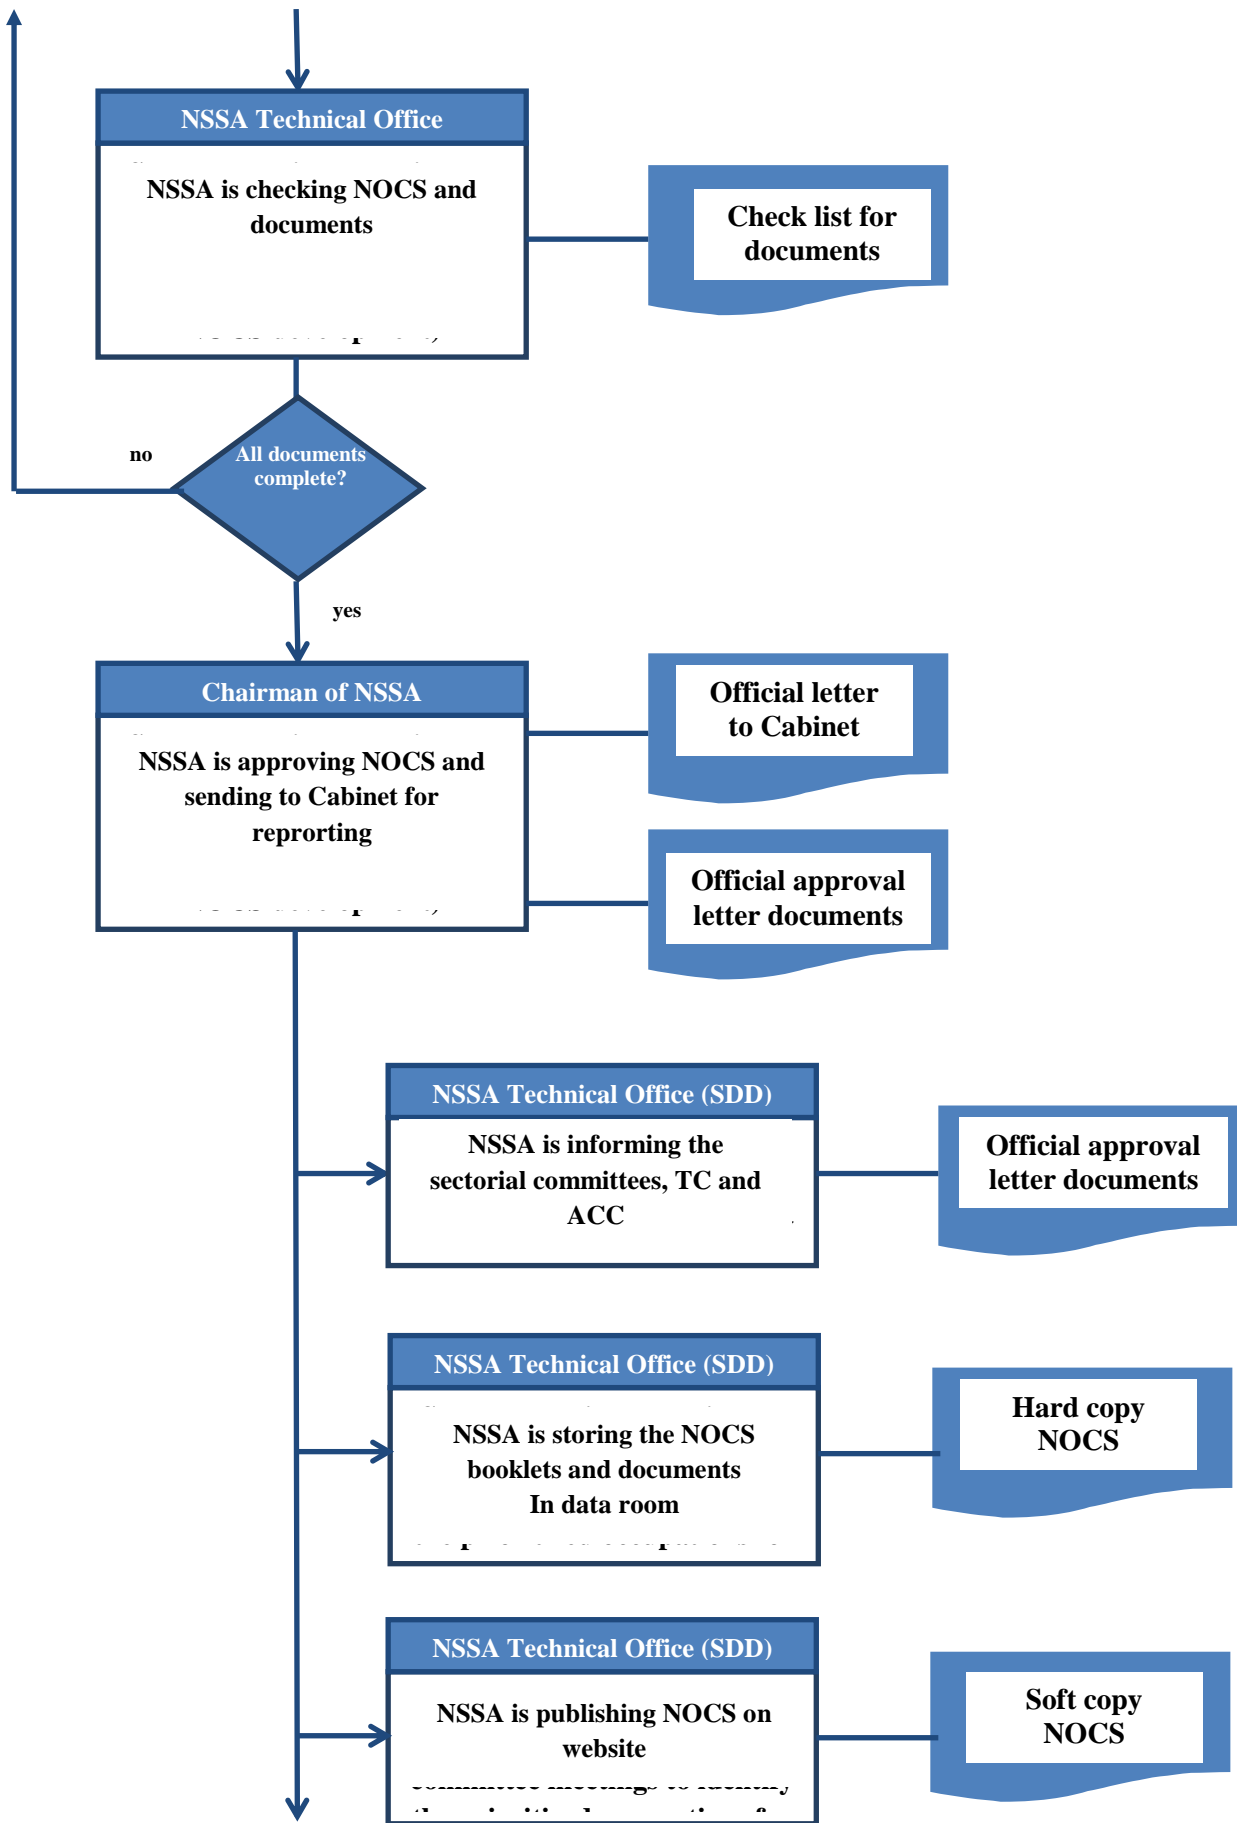 NSSA Technical Office
NSSA is checking NOCS and
documents
Check list for
documents
no
All documents
complete?
yes
Chairman of NSSA
NSSA is approving NOCS and
sending to Cabinet for
reprorting
Official letter
to Cabinet
Official approval
letter documents
NSSA Technical Office (SDD)
NSSA is informing the
sectorial committees, TC and
ACC
Official approval
letter documents
NSSA Technical Office (SDD)
NSSA is storing the NOCS
booklets and documents
In data room
Hard copy
NOCS
NSSA Technical Office (SDD)
NSSA is publishing NOCS on
website
Soft copy
NOCS
committee meetings to identify